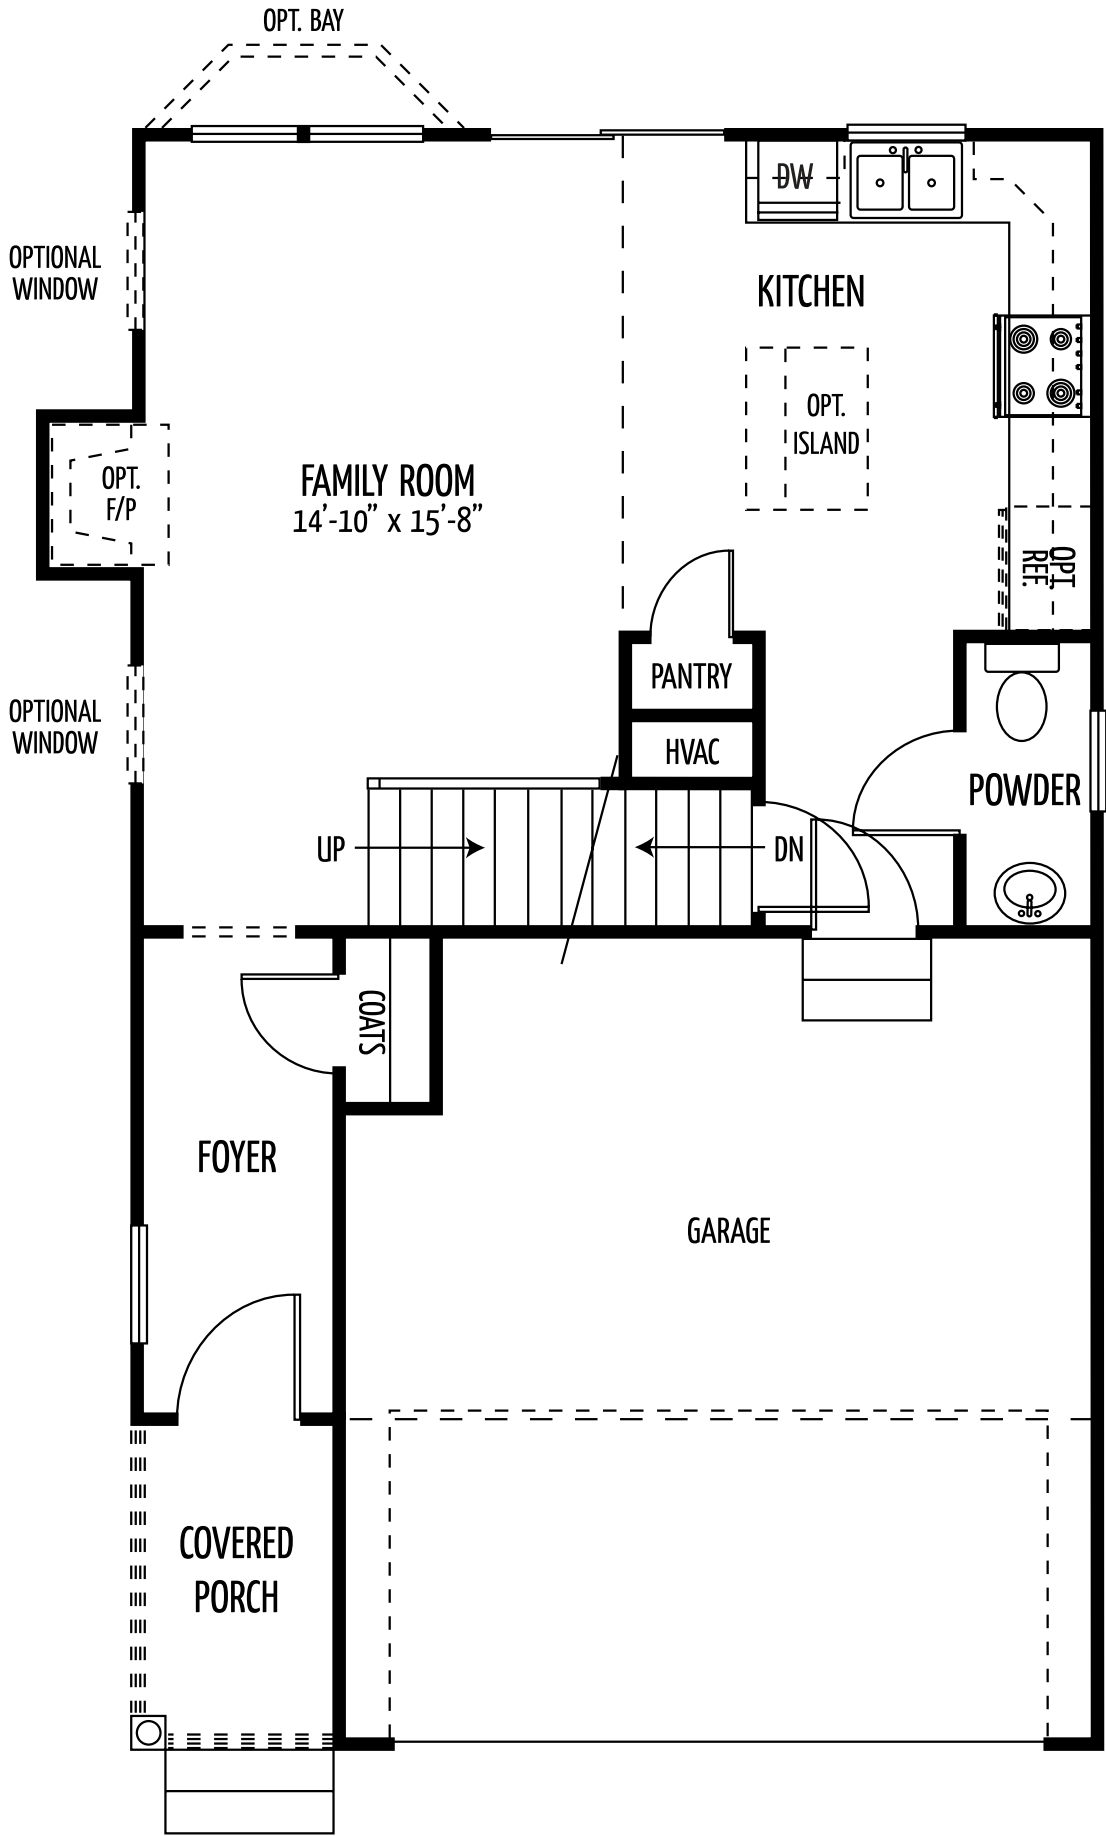 OPT. BAY
DW
OPTIONAL
WINDOW
KITCHEN
OPT.
ISLAND
OPT.
F/P
FAMILY ROOM
14'-10" x 15'-8"
OPT.
REF.
PANTRY
OPTIONAL
WINDOW
HVAC
POWDER
UP
DN
COATS
FOYER
GARAGE
COVERED
PORCH